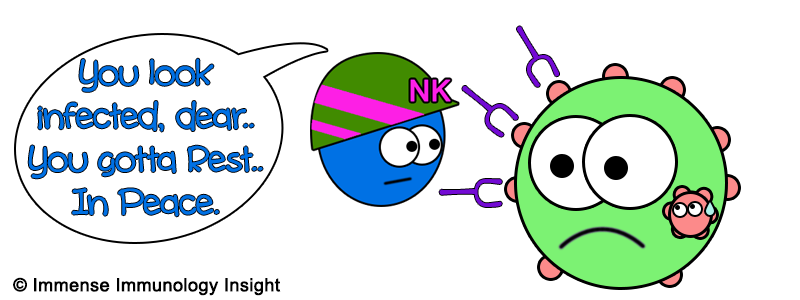 You look
infected, dear..
You gotta Rest..
In Peace.
NK
© Immense Immunology Insight